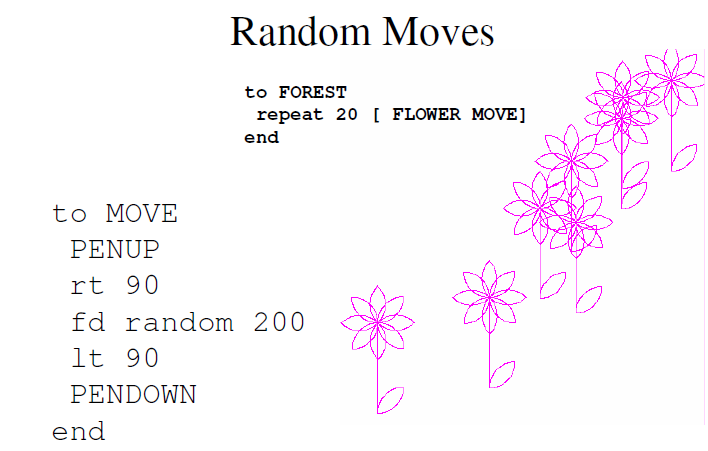 Random Moves
to FOREST
repeat 20 [ FLOWER MOVE]
end
to MOVE
PENUP
rt 90
fd random 200
lt 90
PENDOWN
end